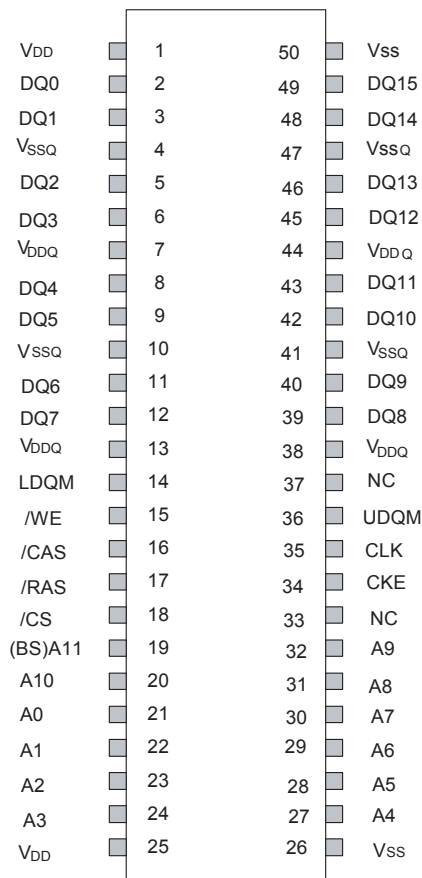 VDD 1 50 Vss
DQ0 2 49 DQ15
DQ1 3 48 DQ14
VSSQ 4 47 VssQ
DQ2 5 46 DQ13
DQ3 6 45 DQ12
VDDQ 7 44 VDDQ
DQ4 8 43 DQ11
DQ5 9 42 DQ10
VSSQ 10 41 VSSQ
DQ6 11 40 DQ9
DQ7 12 39 DQ8
VDDQ 13 38 VDDQ
LDQM 14 37 NC
/WE 15 36 UDQM
/CAS 16 35 CLK
/RAS 17 34 CKE
/CS 18 33 NC
(BS)A11 19 32 A9
A10 20 31 A8
A0 21 30 A7
A1 22 29 A6
A2 23 28 A5
A3 24 27 A4
VDD 25 26 VSS